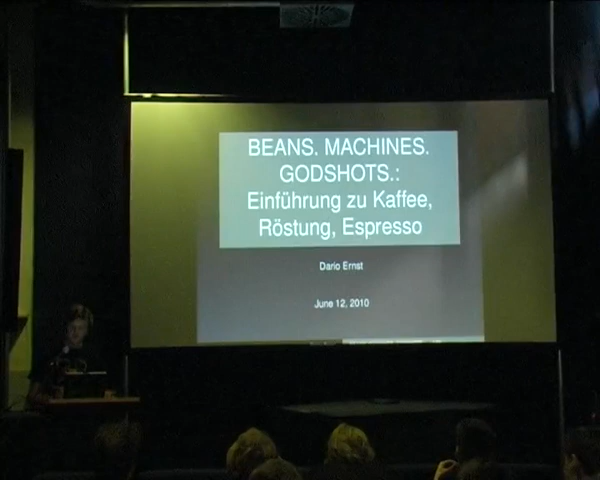 BEANS. MACHINES.
GODSHOTS.:
Einführung zu Kaffee,
Röstung, Espresso
Dario Ernst
June 12, 2010